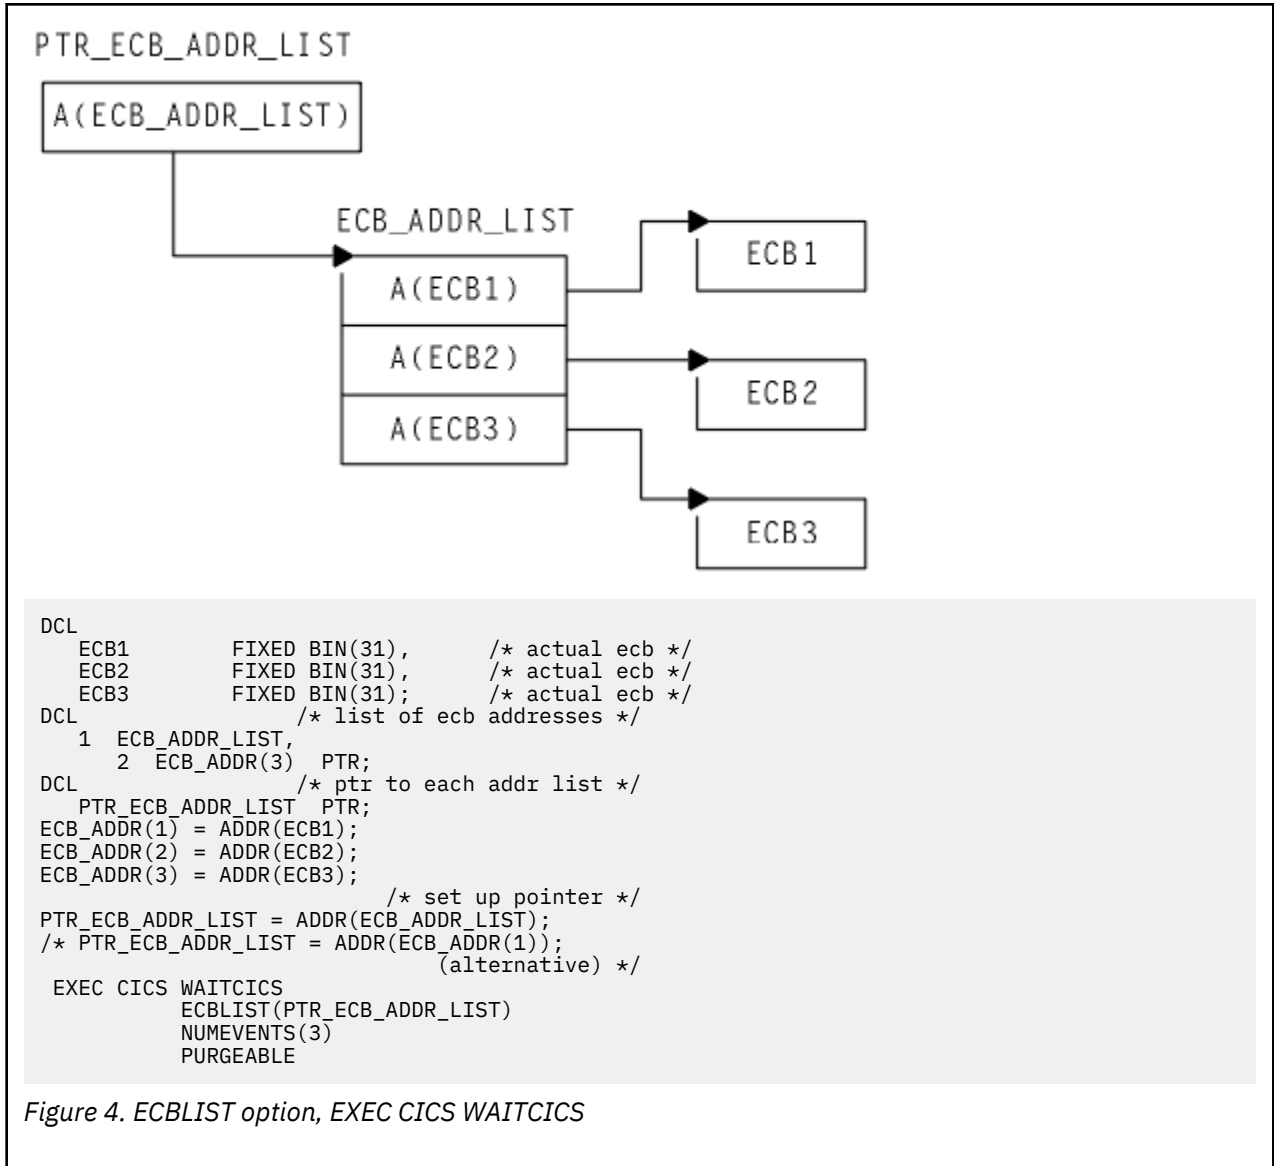 PTR_ECB_ADDR_LIST
A(ECB_ADDR_LIST)
ECB_ADDR_LIST
A(ECB1)
A(ECB2)
A(ECB3)
ECB1
ECB2
ECB3
DCL
   ECB1        FIXED BIN(31),      /* actual ecb */
   ECB2        FIXED BIN(31),      /* actual ecb */
   ECB3        FIXED BIN(31);      /* actual ecb */
DCL                 /* list of ecb addresses */
   1  ECB_ADDR_LIST,
      2  ECB_ADDR(3)  PTR;
DCL                 /* ptr to each addr list */
   PTR_ECB_ADDR_LIST  PTR;
ECB_ADDR(1) = ADDR(ECB1);
ECB_ADDR(2) = ADDR(ECB2);
ECB_ADDR(3) = ADDR(ECB3);
                           /* set up pointer */
PTR_ECB_ADDR_LIST = ADDR(ECB_ADDR_LIST);
/* PTR_ECB_ADDR_LIST = ADDR(ECB_ADDR(1));
                               (alternative) */
 EXEC CICS WAITCICS
           ECBLIST(PTR_ECB_ADDR_LIST)
           NUMEVENTS(3)
           PURGEABLE
Figure 4. ECBLIST option, EXEC CICS WAITCICS